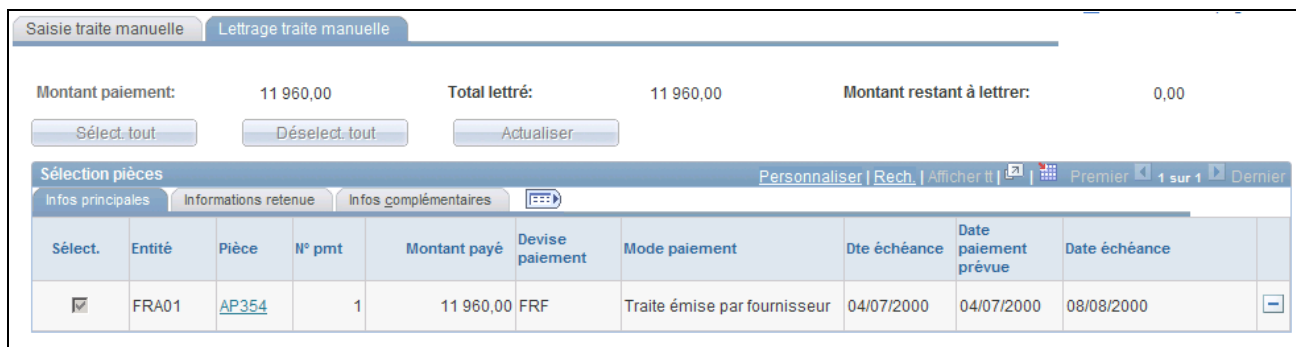 Saisie traite manuelle Lettrage traite manuelle
Montant paiement: 11 960,00 Total lettré: 11 960,00 Montant restant à lettrer: 0,00
Sélect. tout Déselect. tout Actualiser
Sélection pièces Personnaliser | Rech. | Afficher tt | | Premier 1 sur 1 Dernier
Infos principales Informations retenue Infos complémentaires
Sélect. Entité Pièce N° pmt Montant payé Devise paiement Mode paiement Dte échéance Date paiement prévue Date échéance
FRA01 AP354 1 11 960,00 FRF Traite émise par fournisseur 04/07/2000 04/07/2000 08/08/2000